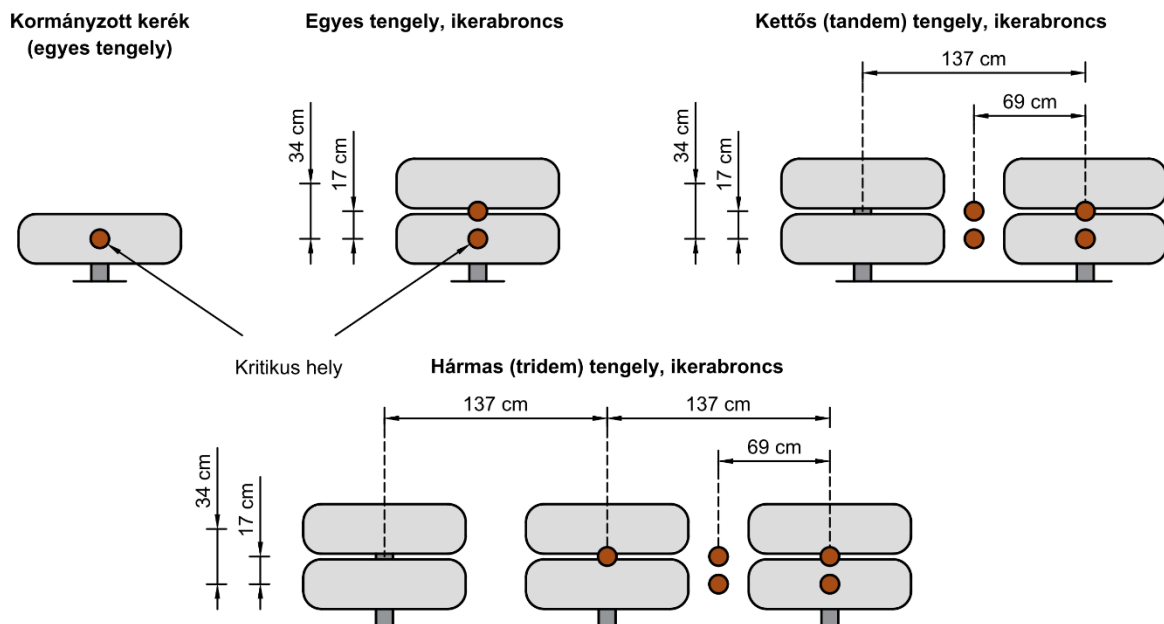 Kormányzott kerék
(egyes tengely)
Egyes tengely, ikerabroncs
Kettős (tandem) tengely, ikerabroncs
34 cm
17 cm
34 cm
17 cm
137 cm
69 cm
Kritikus hely
Hármas (tridem) tengely, ikerabroncs
137 cm
137 cm
69 cm
34 cm
17 cm